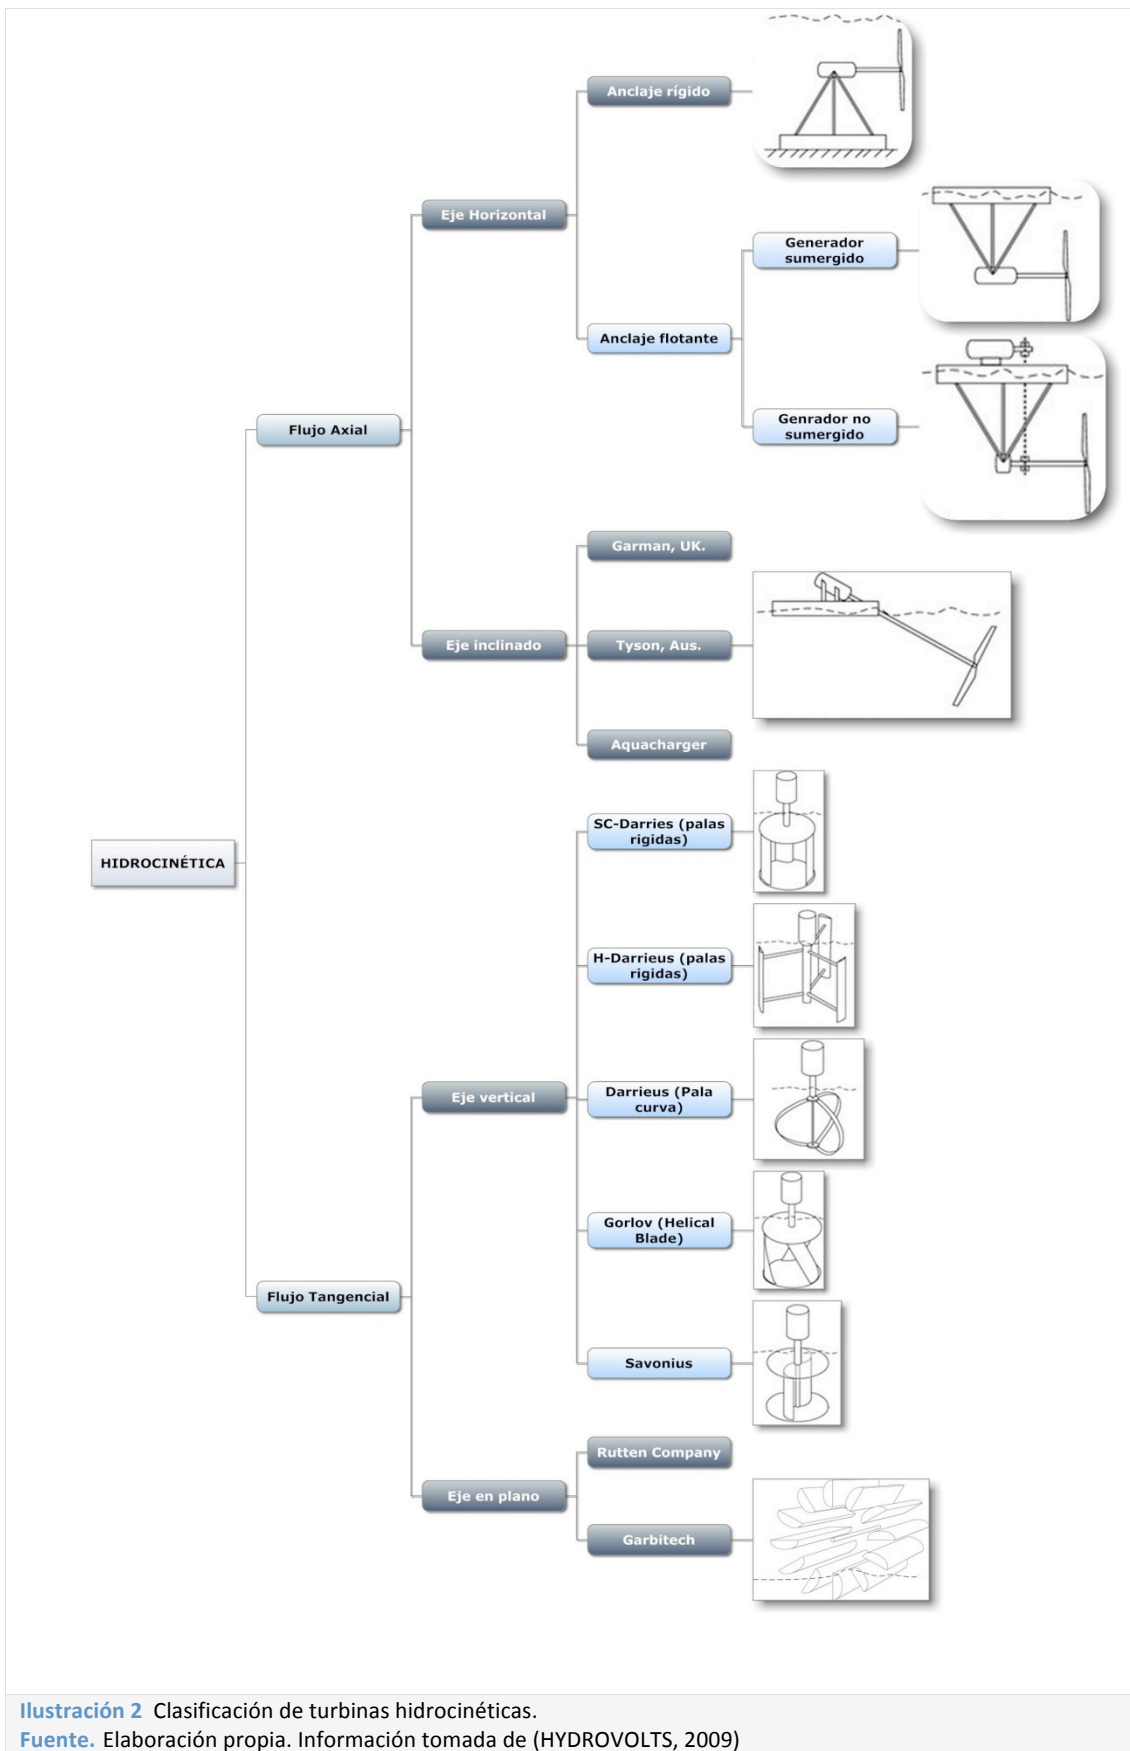 Anclaje rígido
Eje Horizontal
Generador
sumergido
Anclaje flotante
Genrador no
sumergido
Flujo Axial
Garman, UK.
Eje inclinado
Tyson, Aus.
Aquacharger
SC-Darries (palas
rigidas)
HIDROCINÉTICA
H-Darrieus (palas
rigidas)
Eje vertical
Darrieus (Pala
curva)
Gorlov (Helical
Blade)
Flujo Tangencial
Savonius
Rutten Company
Eje en plano
Garbitech
Ilustración 2 Clasificación de turbinas hidrocinéticas.
Fuente. Elaboración propia. Información tomada de (HYDROVOLTS, 2009)